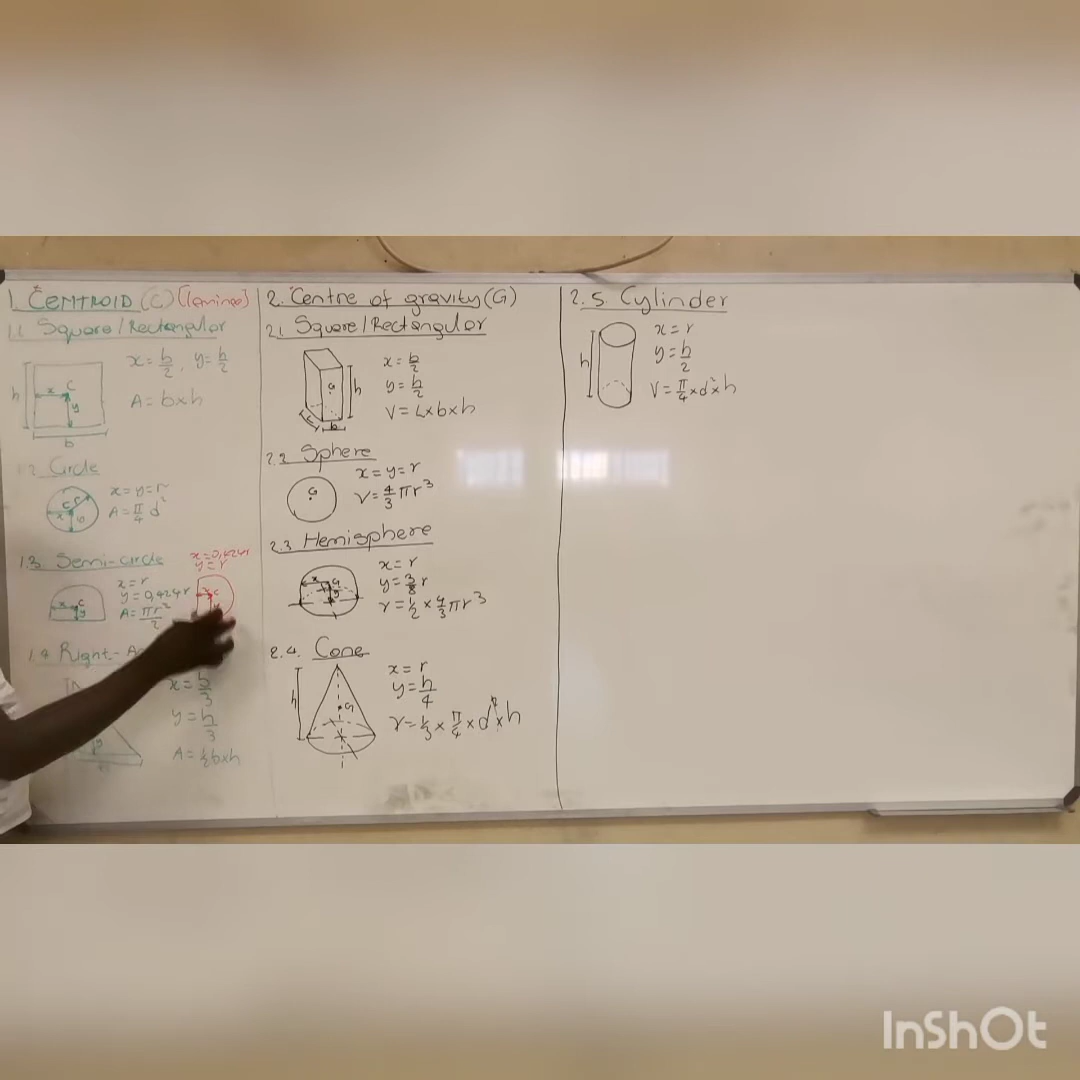 1. CENTROID (C) [laminae]
1.1 Square/Rectangular
x = b/2, y = h/2
A = b×h
h
x
C
y
b
1.2 Circle
x = y = r
A = π/4 d²
C
r
x
1.3 Semi-circle
x = r
y = 0,424r
A = πr²/2
x
C
y
x = 0,424r
y = r
x
C
1.4 Right-
x = b/3
y = h/3
A = ½b×h
2. Centre of gravity (G)
2.1 Square/Rectangular
x = b/2
y = h/2
V = L×b×h
G
h
L
b
2.2 Sphere
x = y = r
V = 4/3 πr³
G
2.3 Hemisphere
x = r
y = 3/8 r
V = 1/2 × 4/3 πr³
x
G
y
2.4. Cone
x = r
y = h/4
V = 1/3 × π/4 × d² × h
h
G
2.5. Cylinder
x = r
y = h/2
V = π/4 × d² × h
h
InShOt